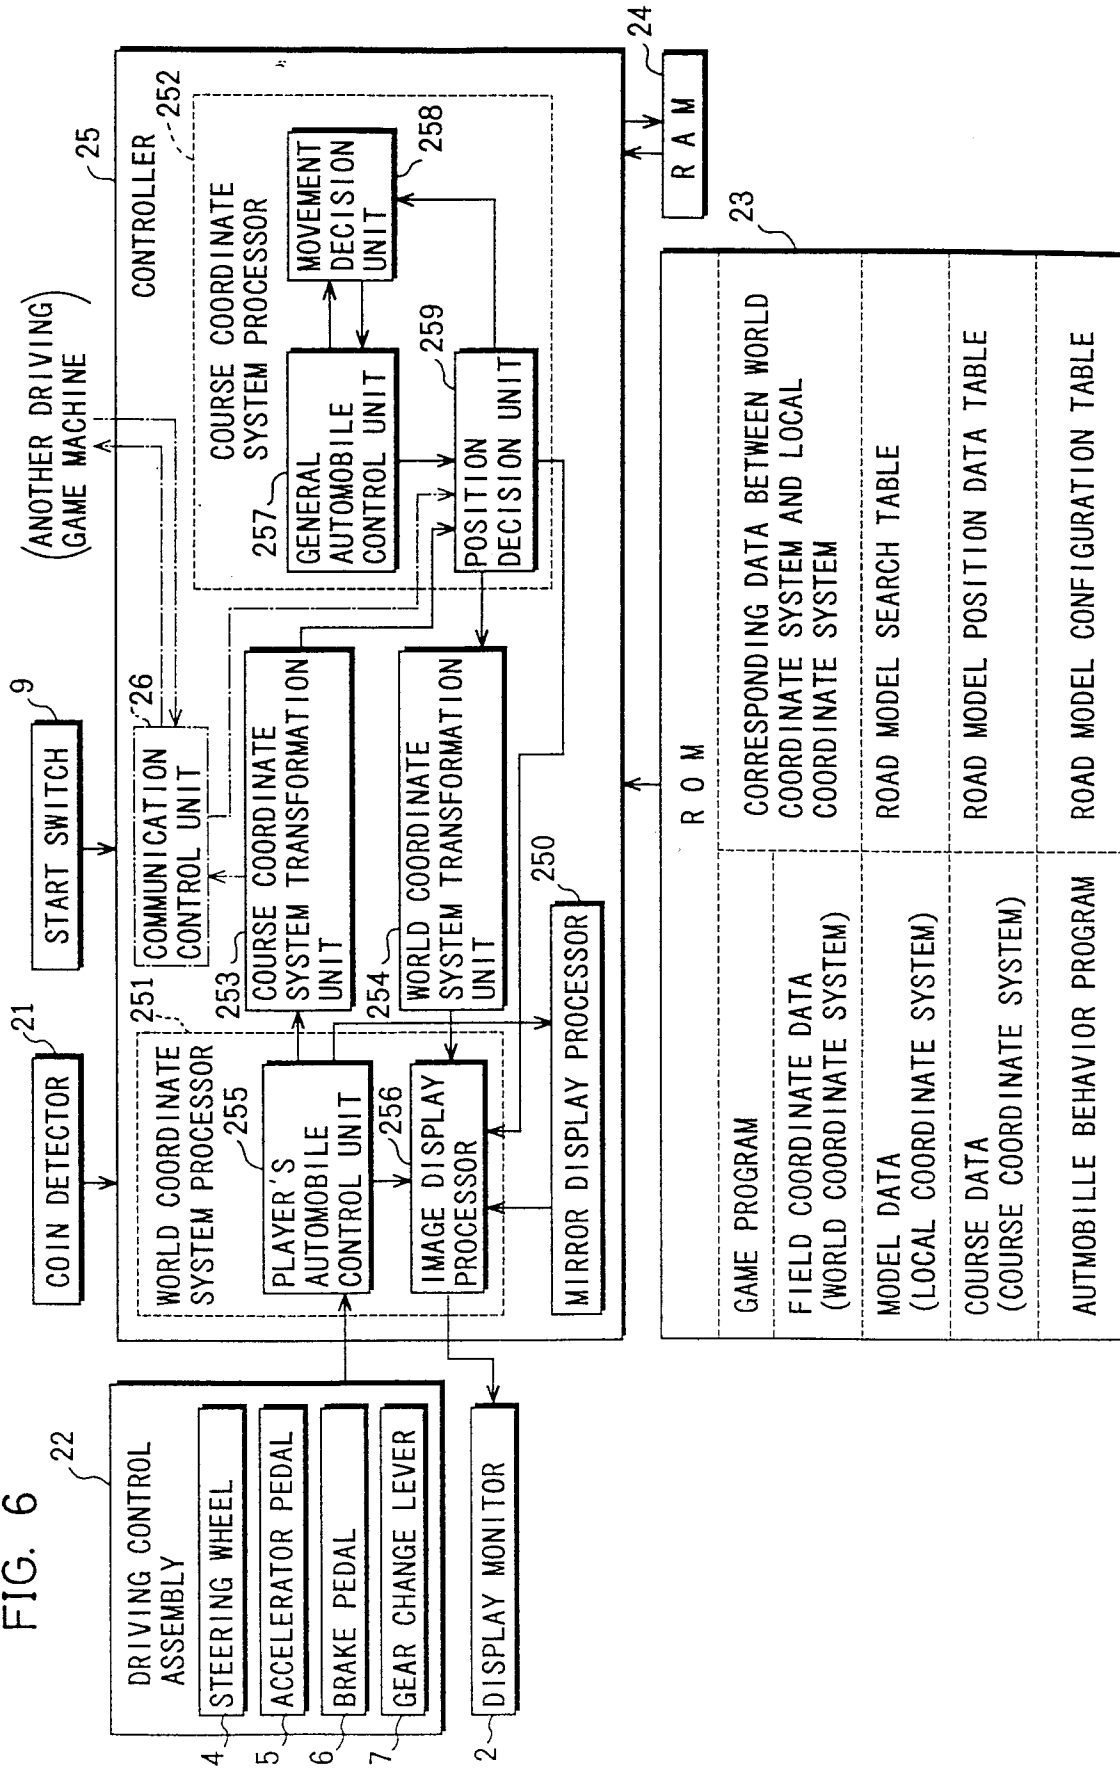 FIG. 6
22
DRIVING CONTROL
ASSEMBLY
4
STEERING WHEEL
5
ACCELERATOR PEDAL
6
BRAKE PEDAL
7
GEAR CHANGE LEVER
2
DISPLAY MONITOR
21
COIN DETECTOR
9
START SWITCH
(ANOTHER DRIVING
GAME MACHINE)
25
CONTROLLER
251
WORLD COORDINATE
SYSTEM PROCESSOR
255
PLAYER'S
AUTOMOBILE
CONTROL UNIT
256
IMAGE DISPLAY
PROCESSOR
250
MIRROR DISPLAY PROCESSOR
26
COMMUNICATION
CONTROL UNIT
253
COURSE COORDINATE
SYSTEM TRANSFORMATION
UNIT
254
WORLD COORDINATE
SYSTEM TRANSFORMATION
UNIT
252
COURSE COORDINATE
SYSTEM PROCESSOR
257
GENERAL
AUTOMOBILE
CONTROL UNIT
258
MOVEMENT
DECISION
UNIT
259
POSITION
DECISION UNIT
24
RAM
23
ROM
GAME PROGRAM
FIELD COORDINATE DATA
(WORLD COORDINATE SYSTEM)
MODEL DATA
(LOCAL COORDINATE SYSTEM)
COURSE DATA
(COURSE COORDINATE SYSTEM)
AUTMOBILLE BEHAVIOR PROGRAM
CORRESPONDING DATA BETWEEN WORLD
COORDINATE SYSTEM AND LOCAL
COORDINATE SYSTEM
ROAD MODEL SEARCH TABLE
ROAD MODEL POSITION DATA TABLE
ROAD MODEL CONFIGURATION TABLE